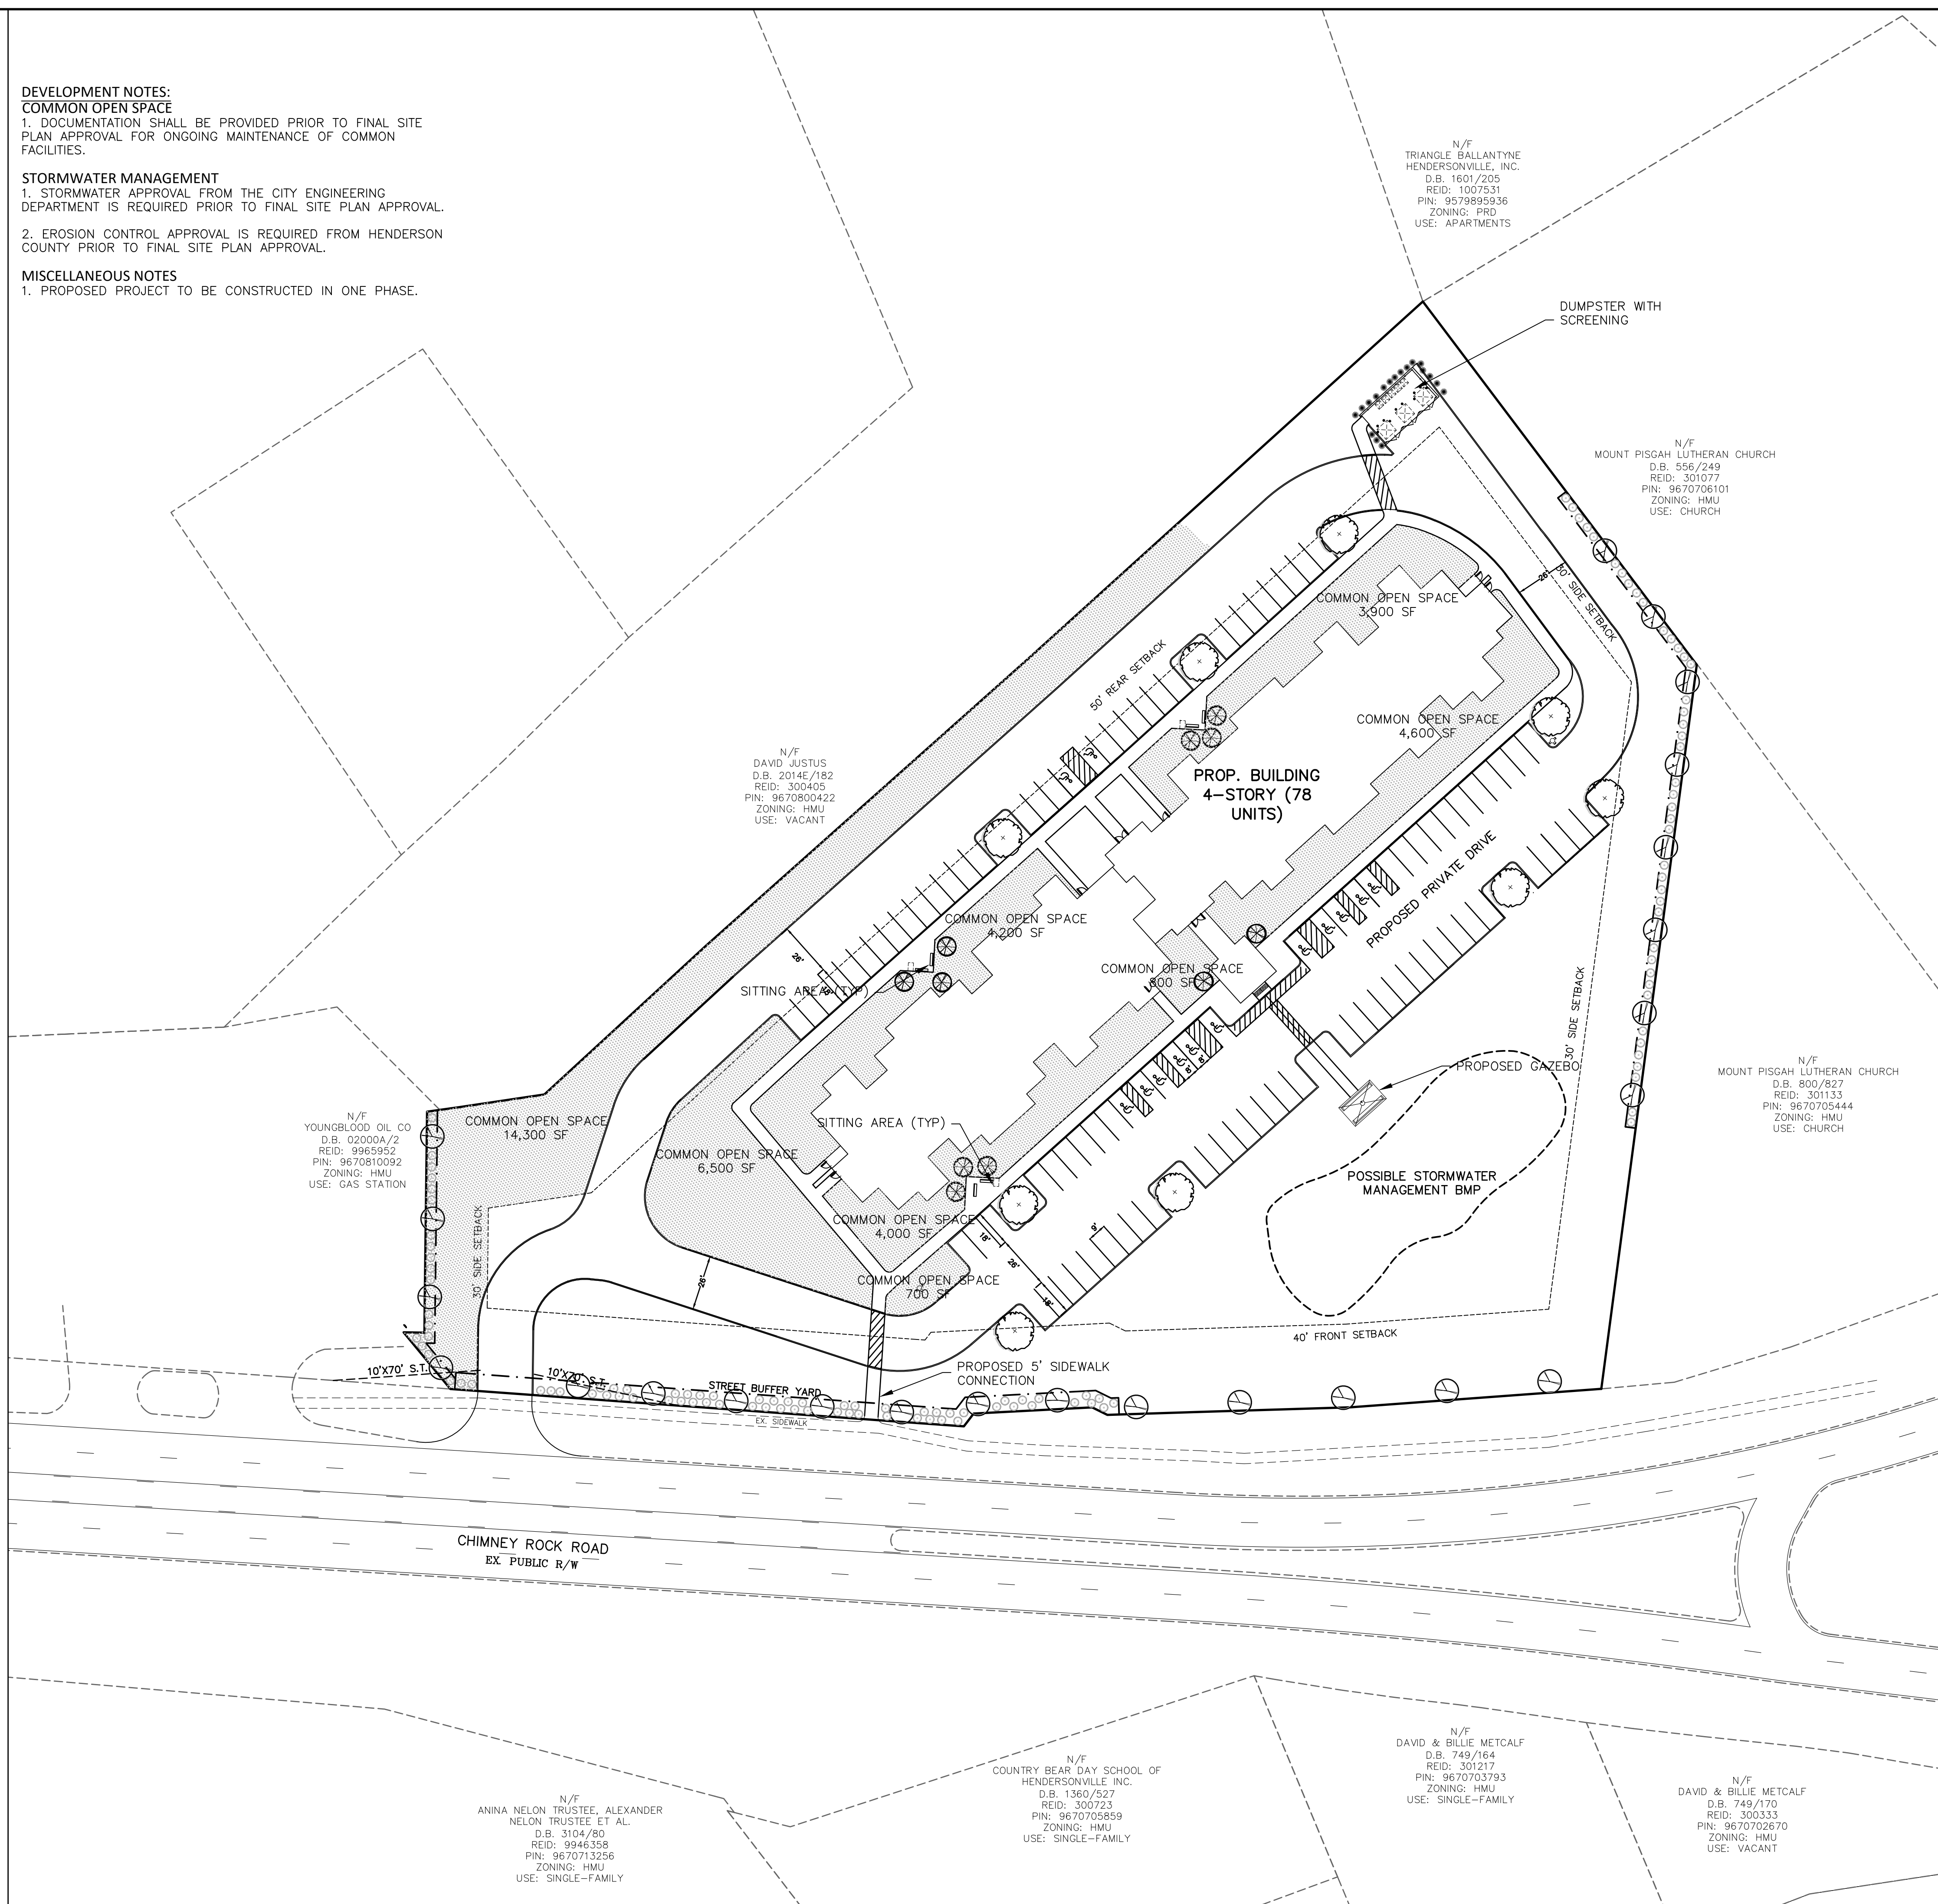 DEVELOPMENT NOTES:
COMMON OPEN SPACE
1. DOCUMENTATION SHALL BE PROVIDED PRIOR TO FINAL SITE
PLAN APPROVAL FOR ONGOING MAINTENANCE OF COMMON
FACILITIES.
STORMWATER MANAGEMENT
1. STORMWATER APPROVAL FROM THE CITY ENGINEERING
DEPARTMENT IS REQUIRED PRIOR TO FINAL SITE PLAN APPROVAL.
2. EROSION CONTROL APPROVAL IS REQUIRED FROM HENDERSON
COUNTY PRIOR TO FINAL SITE PLAN APPROVAL.
MISCELLANEOUS NOTES
1. PROPOSED PROJECT TO BE CONSTRUCTED IN ONE PHASE.
N/F
TRIANGLE BALLANTYNE
HENDERSONVILLE, INC.
D.B. 1601/205
REID: 1007531
PIN: 9579895936
ZONING: PRD
USE: APARTMENTS
DUMPSTER WITH
SCREENING
N/F
MOUNT PISGAH LUTHERAN CHURCH
D.B. 556/249
REID: 301077
PIN: 9670706101
ZONING: HMU
USE: CHURCH
26'
30' SIDE SETBACK
COMMON OPEN SPACE
3,900 SF
50' REAR SETBACK
COMMON OPEN SPACE
4,600 SF
N/F
DAVID JUSTUS
D.B. 2014E/182
REID: 300405
PIN: 9670800422
ZONING: HMU
USE: VACANT
PROP. BUILDING
4-STORY (78
UNITS)
PROPOSED PRIVATE DRIVE
COMMON OPEN SPACE
4,200 SF
26'
COMMON OPEN SPACE
800 SF
SITTING AREA (TYP)
30' SIDE SETBACK
8'
8'
PROPOSED GAZEBO
N/F
MOUNT PISGAH LUTHERAN CHURCH
D.B. 800/827
REID: 301133
PIN: 9670705444
ZONING: HMU
USE: CHURCH
N/F
YOUNGBLOOD OIL CO
D.B. 02000A/2
REID: 9965952
PIN: 9670810092
ZONING: HMU
USE: GAS STATION
COMMON OPEN SPACE
14,300 SF
SITTING AREA (TYP)
COMMON OPEN SPACE
6,500 SF
POSSIBLE STORMWATER
MANAGEMENT BMP
30' SIDE SETBACK
COMMON OPEN SPACE
4,000 SF
18'
9'
26'
26'
COMMON OPEN SPACE
700 SF
18'
40' FRONT SETBACK
10'X70' S.T.
10'X70' S.T.
STREET BUFFER YARD
PROPOSED 5' SIDEWALK
CONNECTION
EX. SIDEWALK
CHIMNEY ROCK ROAD
EX. PUBLIC R/W
N/F
ANINA NELON TRUSTEE, ALEXANDER
NELON TRUSTEE ET AL.
D.B. 3104/80
REID: 9946358
PIN: 9670713256
ZONING: HMU
USE: SINGLE-FAMILY
N/F
COUNTRY BEAR DAY SCHOOL OF
HENDERSONVILLE INC.
D.B. 1360/527
REID: 300723
PIN: 9670705859
ZONING: HMU
USE: SINGLE-FAMILY
N/F
DAVID & BILLIE METCALF
D.B. 749/164
REID: 301217
PIN: 9670703793
ZONING: HMU
USE: SINGLE-FAMILY
N/F
DAVID & BILLIE METCALF
D.B. 749/170
REID: 300333
PIN: 9670702670
ZONING: HMU
USE: VACANT